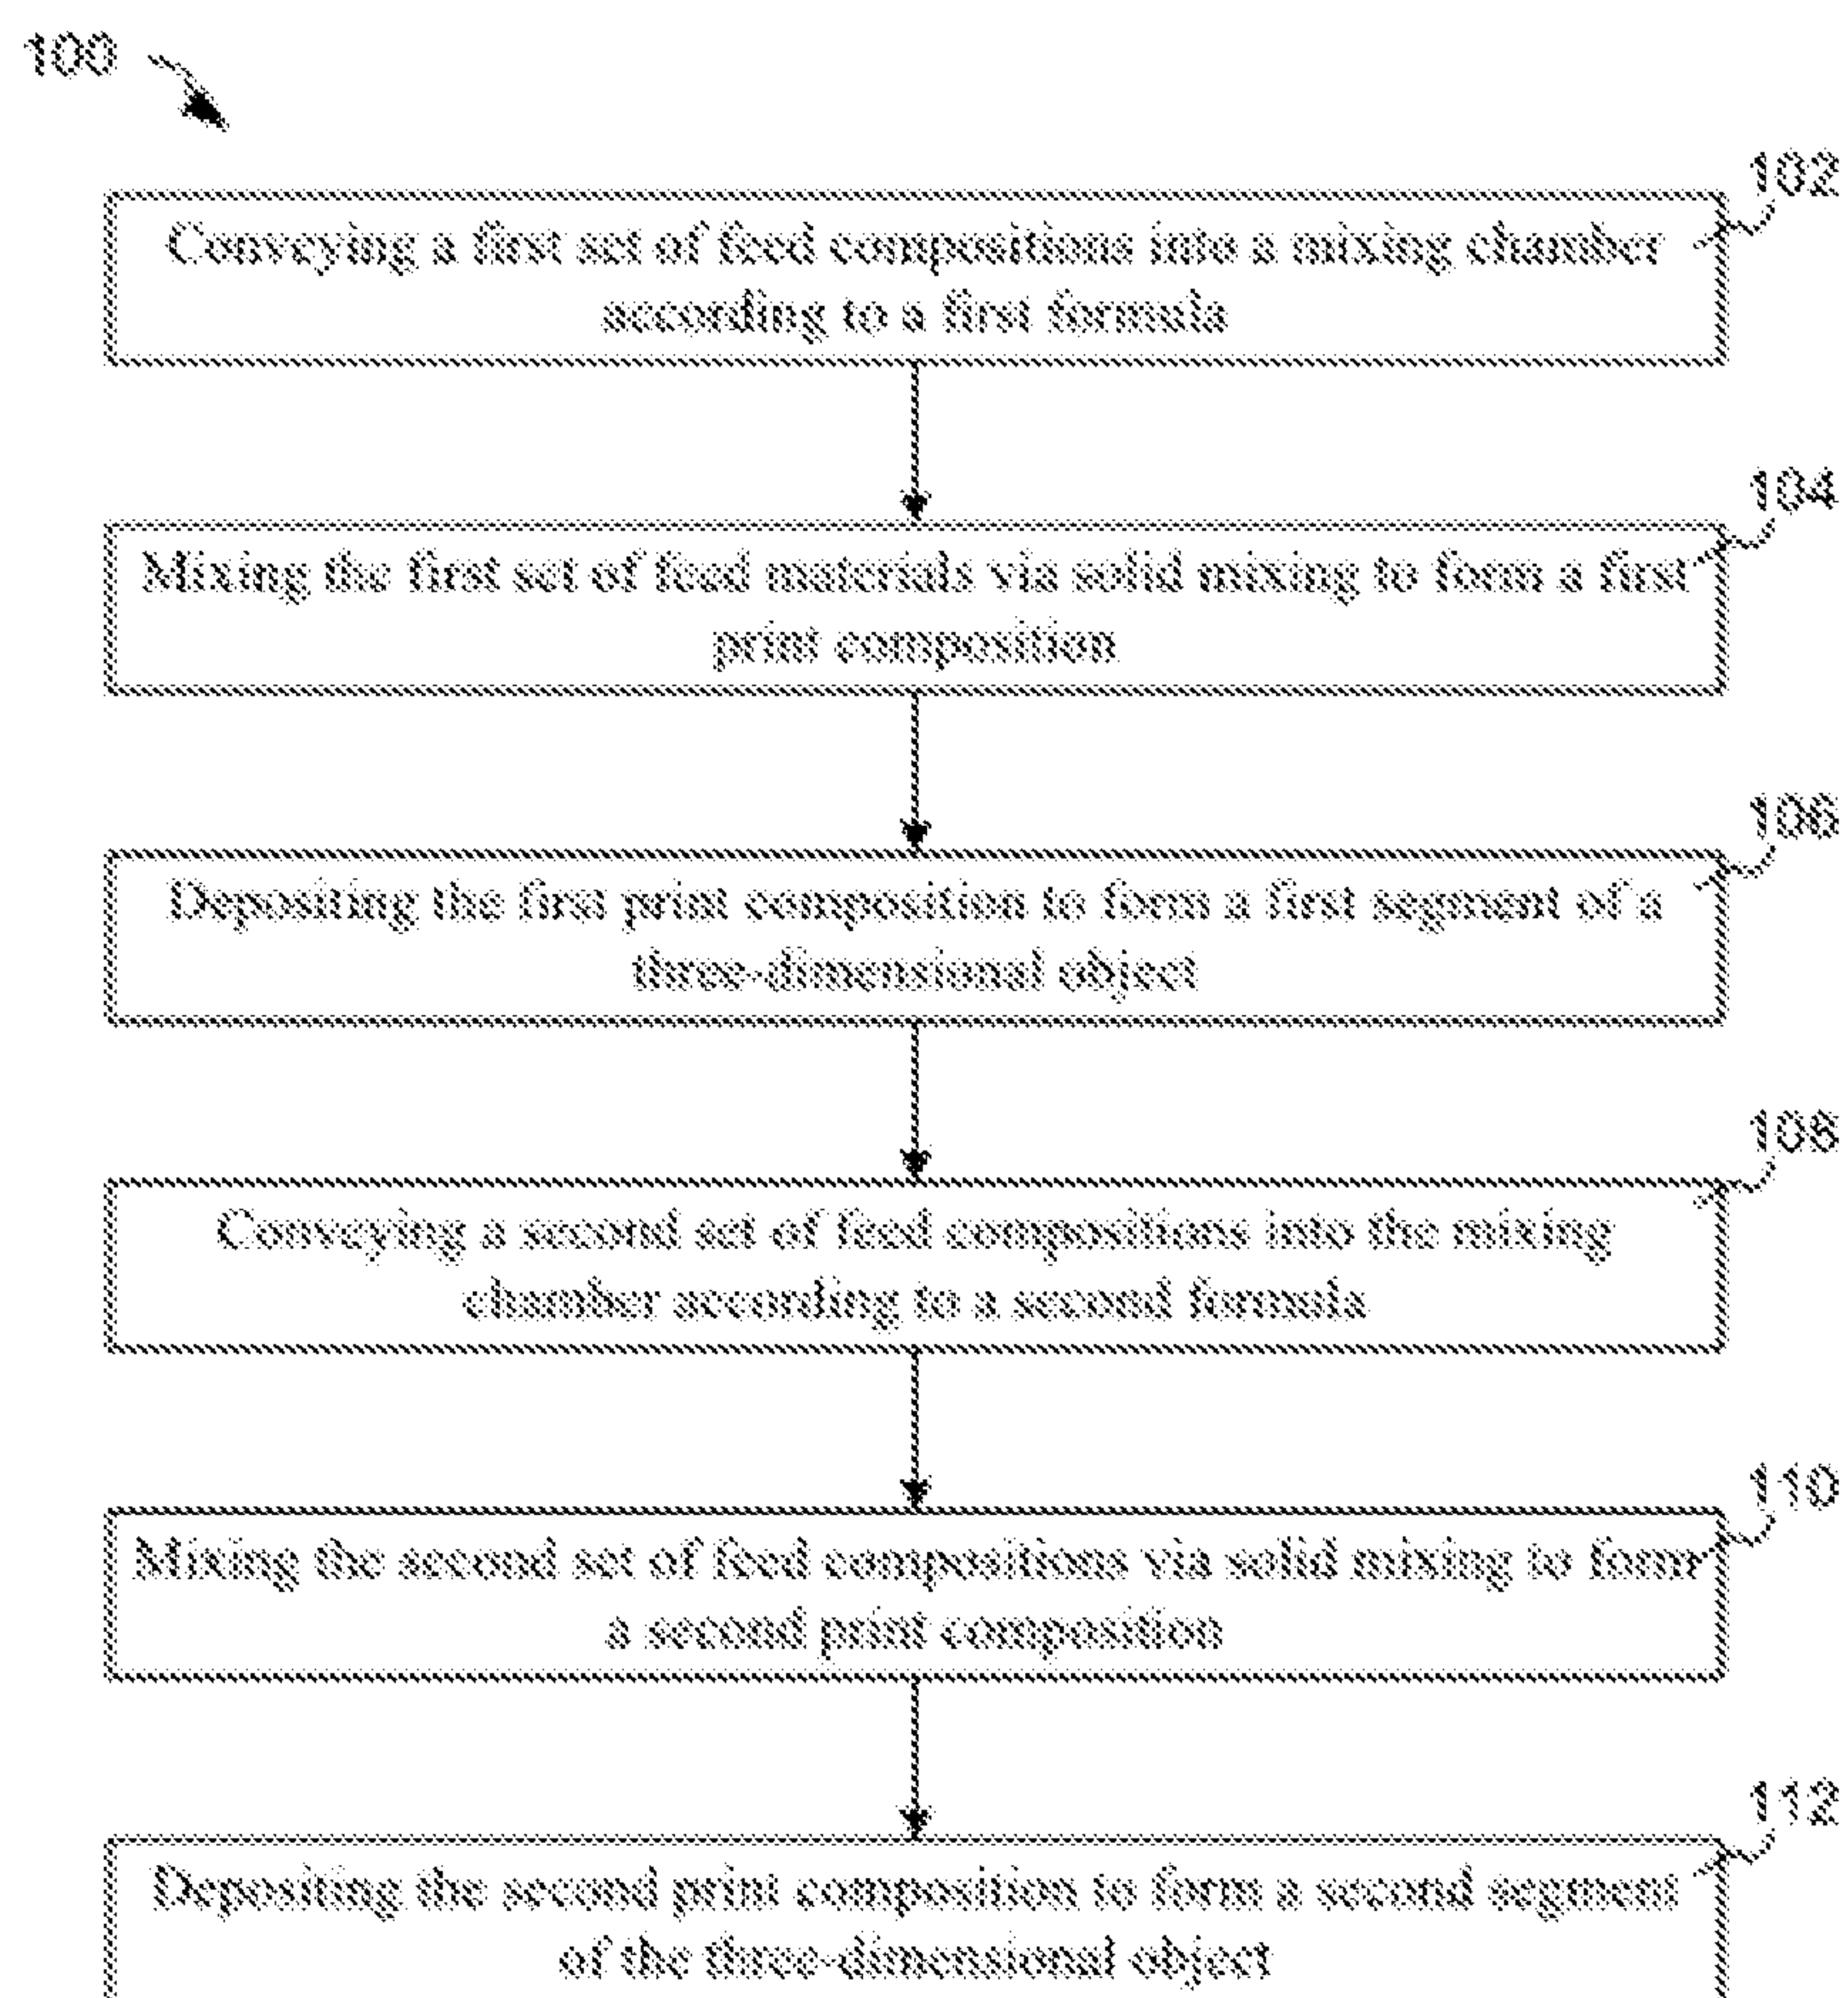 100
102
Conveying a first set of feed compositions into a mixing chamber
according to a first formula
104
Mixing the first set of feed materials via solid mixing to form a first
print composition
106
Depositing the first print composition to form a first segment of a
three-dimensional object
108
Conveying a second set of feed compositions into the mixing
chamber according to a second formula
110
Mixing the second set of feed compositions via solid mixing to form
a second print composition
112
Depositing the second print composition to form a second segment
of the three-dimensional object